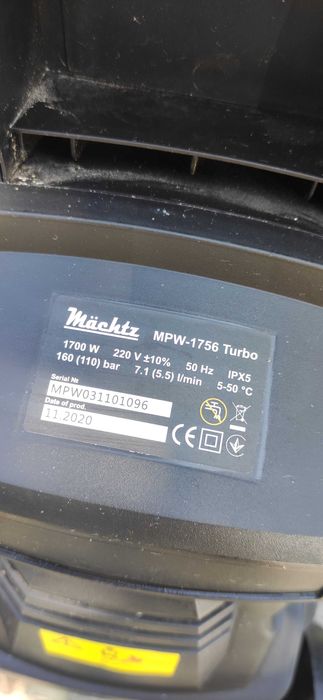 Mächtz MPW-1756 Turbo
1700 W 220 V ±10% 50 Hz IPX5
160 (110) bar 7.1 (5.5) l/min 5-50 °C
Serial №
MPW031101096
Date of prod.
11.2020
CE